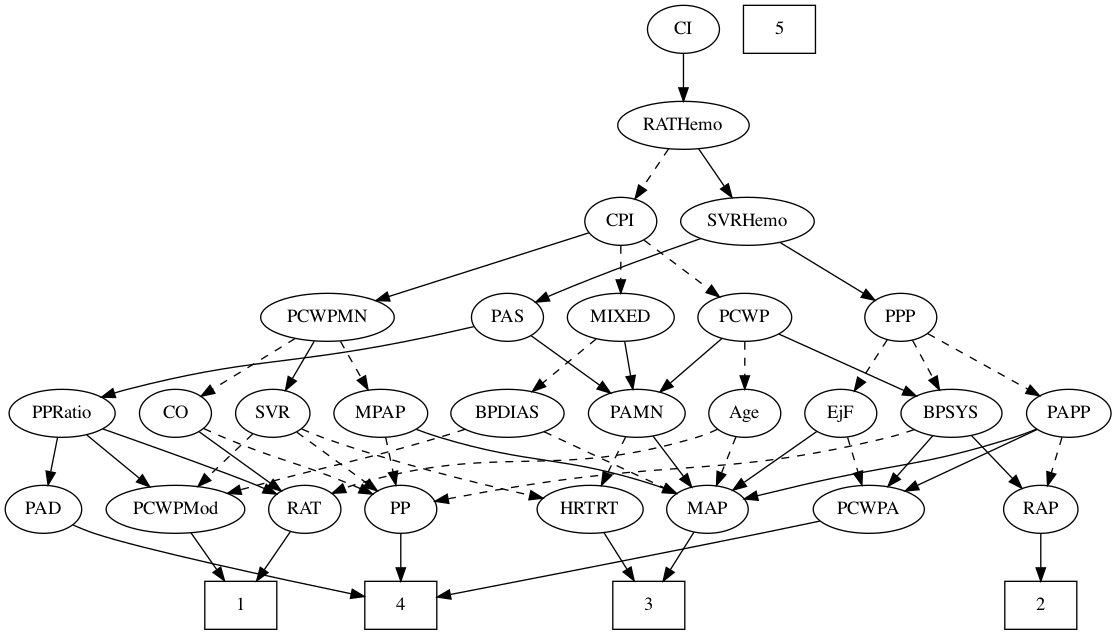 CI
5
RATHemo
CPI
SVRHemo
PCWPMN
PAS
MIXED
PCWP
PPP
PPRatio
CO
SVR
MPAP
BPDIAS
PAMN
Age
EjF
BPSYS
PAPP
PAD
PCWPMod
RAT
PP
HRTRT
MAP
PCWPA
RAP
1
4
3
2